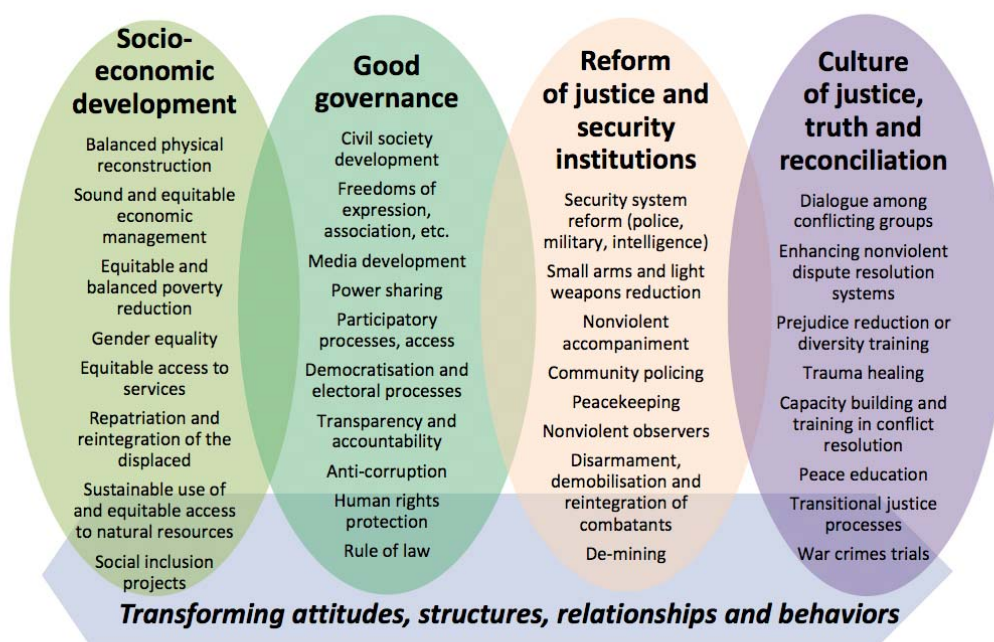 Socio-
economic
development
Balanced physical
reconstruction
Sound and equitable
economic
management
Equitable and
balanced poverty
reduction
Gender equality
Equitable access to
services
Repatriation and
reintegration of the
displaced
Sustainable use of
and equitable access
to natural resources
Social inclusion
projects
Good
governance
Civil society
development
Freedoms of
expression,
association, etc.
Media development
Power sharing
Participatory
processes, access
Democratisation and
electoral processes
Transparency and
accountability
Anti-corruption
Human rights
protection
Rule of law
Reform
of justice and
security
institutions
Security system
reform (police,
military, intelligence)
Small arms and light
weapons reduction
Nonviolent
accompaniment
Community policing
Peacekeeping
Nonviolent observers
Disarmament,
demobilisation and
reintegration of
combatants
De-mining
Culture
of justice,
truth and
reconciliation
Dialogue among
conflicting groups
Enhancing nonviolent
dispute resolution
systems
Prejudice reduction or
diversity training
Trauma healing
Capacity building and
training in conflict
resolution
Peace education
Transitional justice
processes
War crimes trials
Transforming attitudes, structures, relationships and behaviors